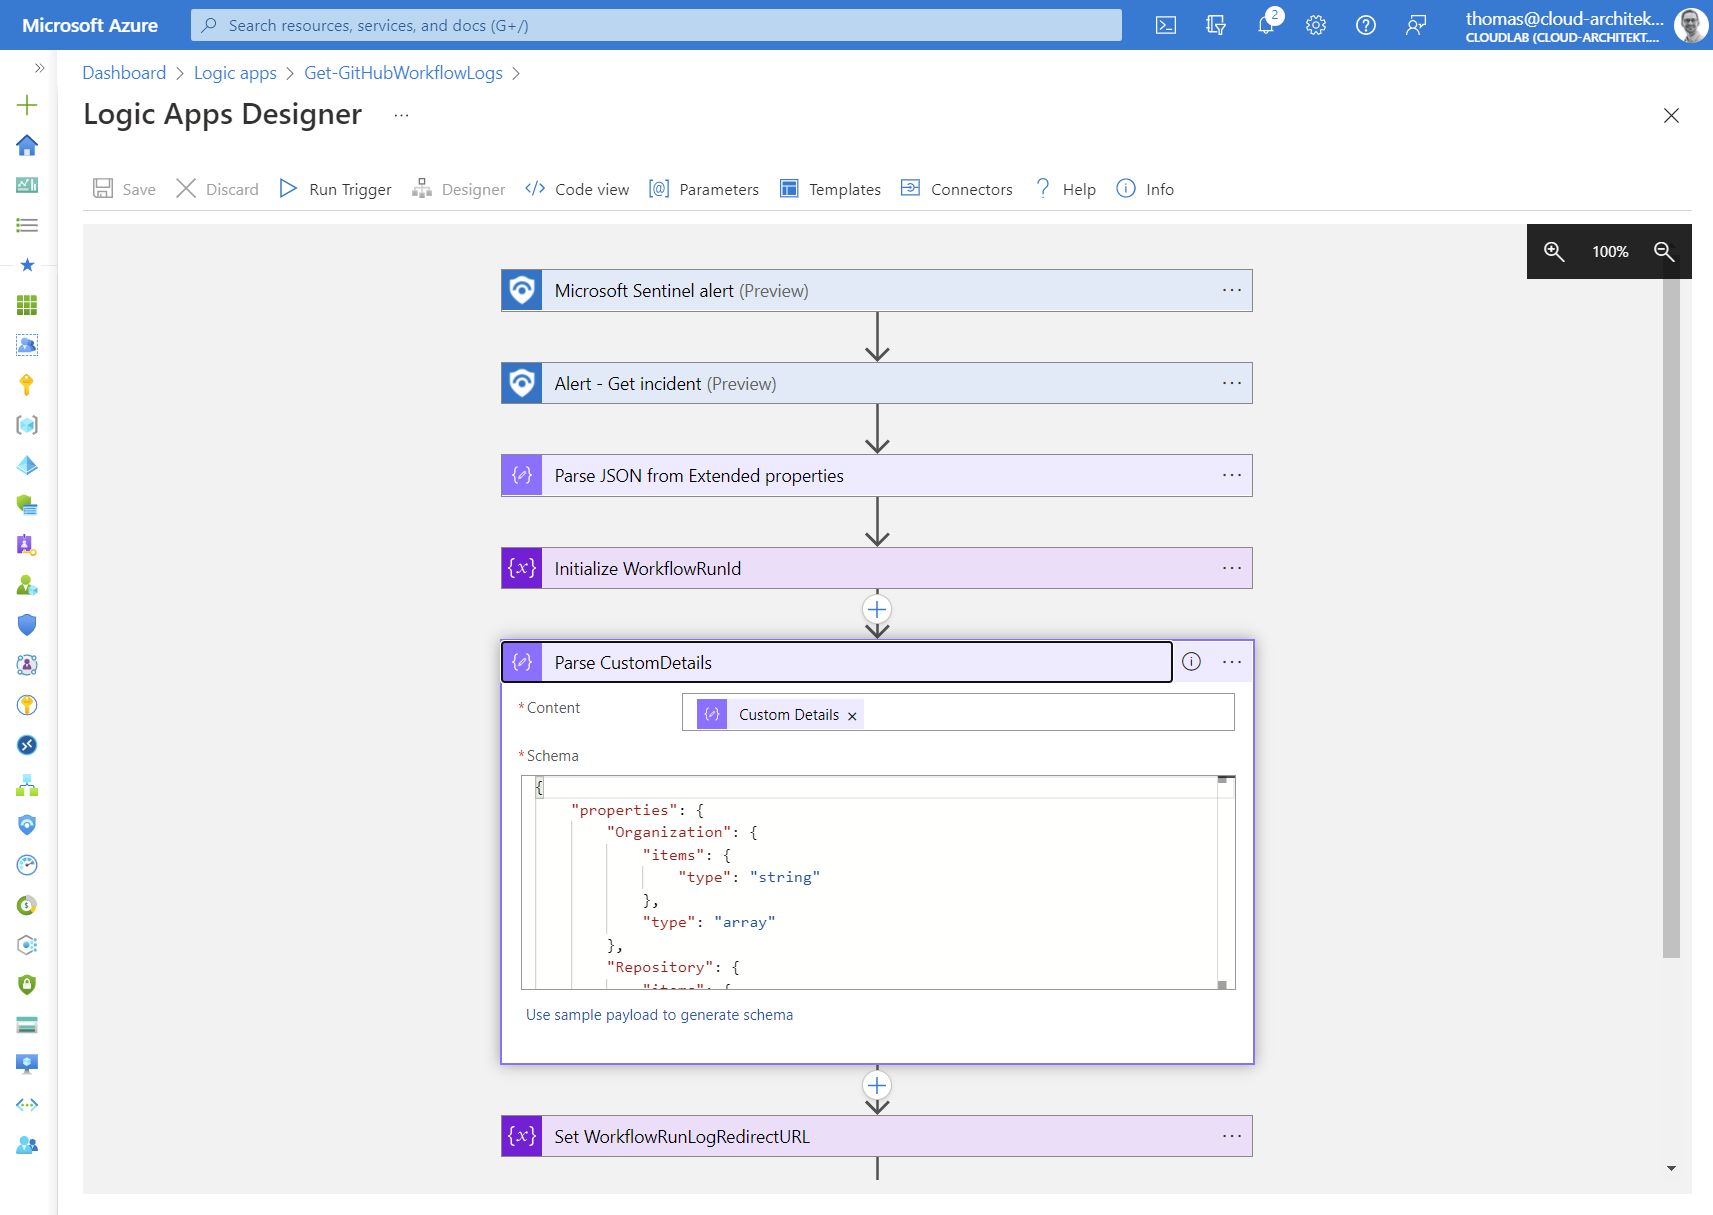 Microsoft Azure
Search resources, services, and docs (G+/)
2
thomas@cloud-architek...
CLOUDLAB (CLOUD-ARCHITEKT....
Dashboard > Logic apps > Get-GitHubWorkflowLogs >
Logic Apps Designer ...
Save Discard Run Trigger Designer Code view Parameters Templates Connectors Help Info
100%
Microsoft Sentinel alert (Preview)
Alert - Get incident (Preview)
Parse JSON from Extended properties
Initialize WorkflowRunId
Parse CustomDetails
*Content
Custom Details ×
*Schema
{
"properties": {
"Organization": {
"items": {
"type": "string"
},
"type": "array"
},
"Repository": {
"items": {
Use sample payload to generate schema
Set WorkflowRunLogRedirectURL